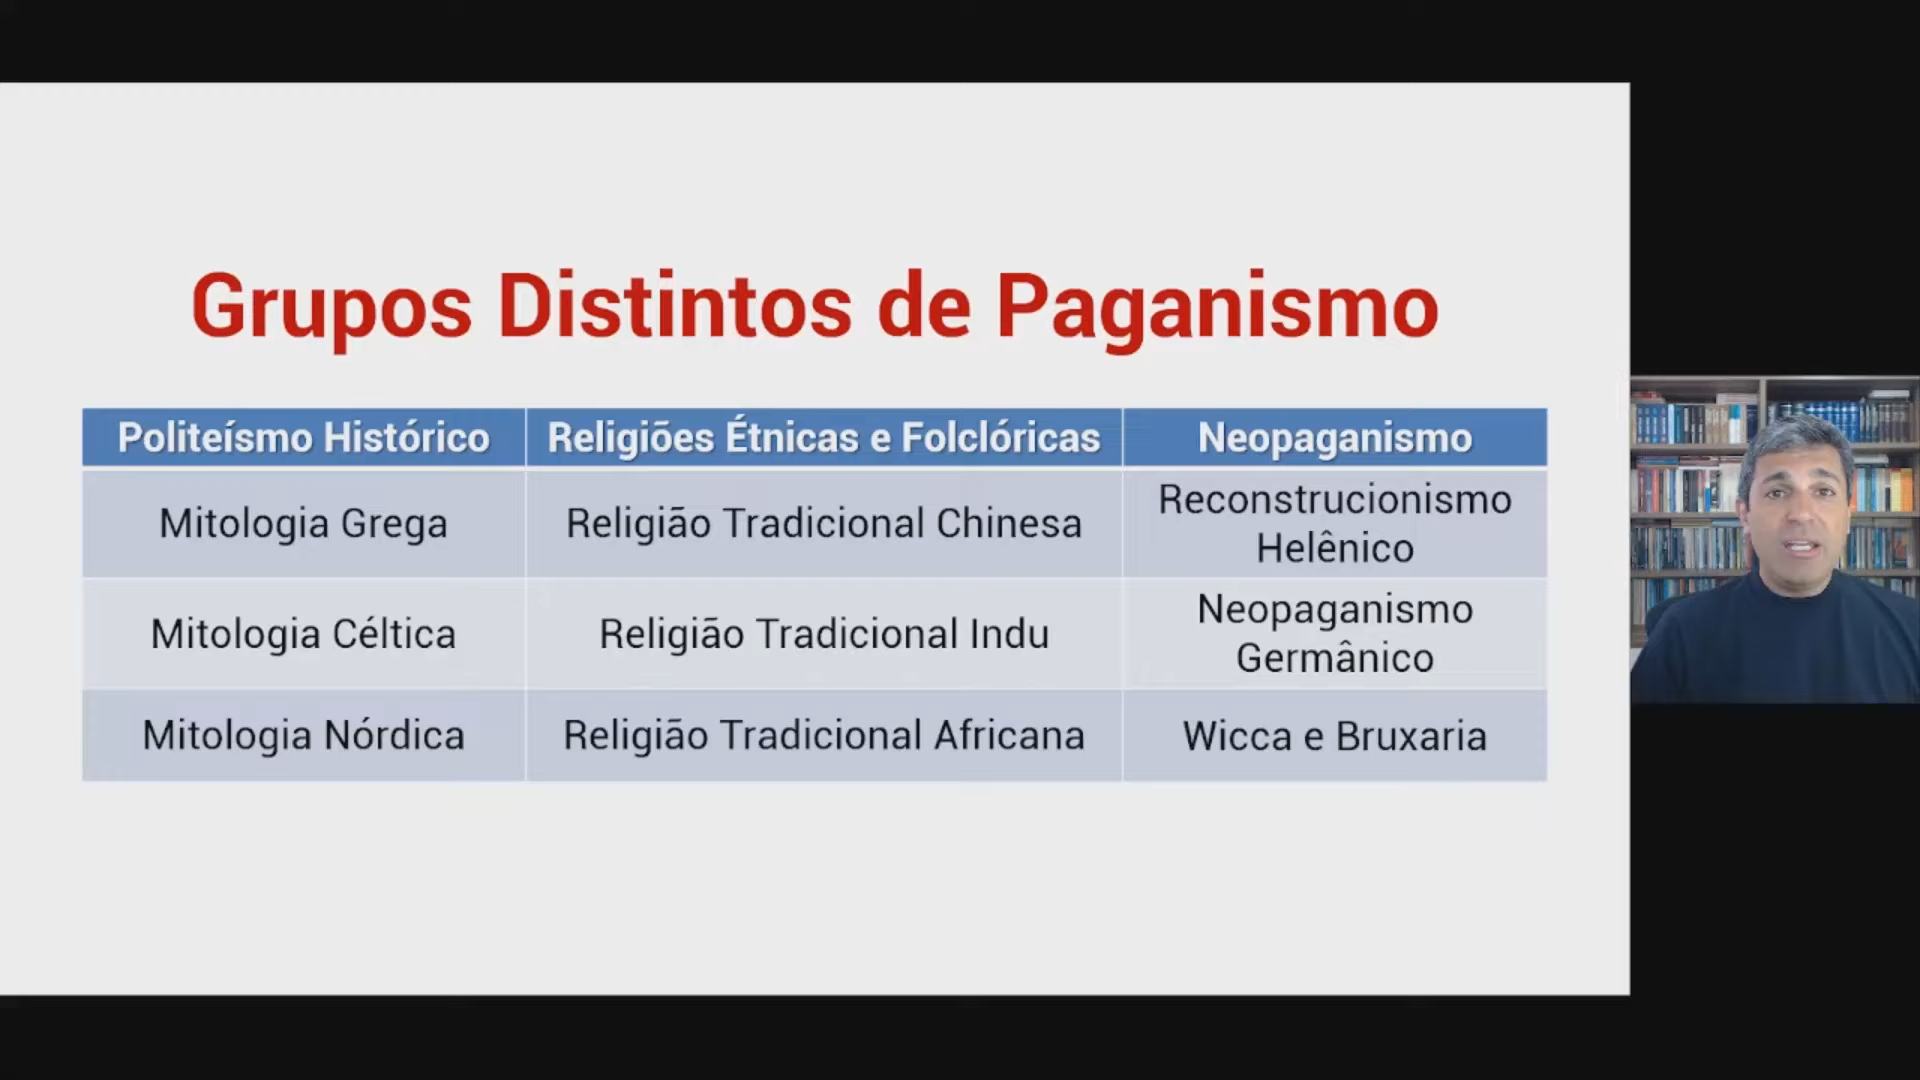 Grupos Distintos de Paganismo
Politeísmo Histórico Religiões Étnicas e Folclóricas Neopaganismo
Mitologia Grega Religião Tradicional Chinesa Reconstrucionismo
Helênico
Mitologia Céltica Religião Tradicional Indu Neopaganismo
Germânico
Mitologia Nórdica Religião Tradicional Africana Wicca e Bruxaria